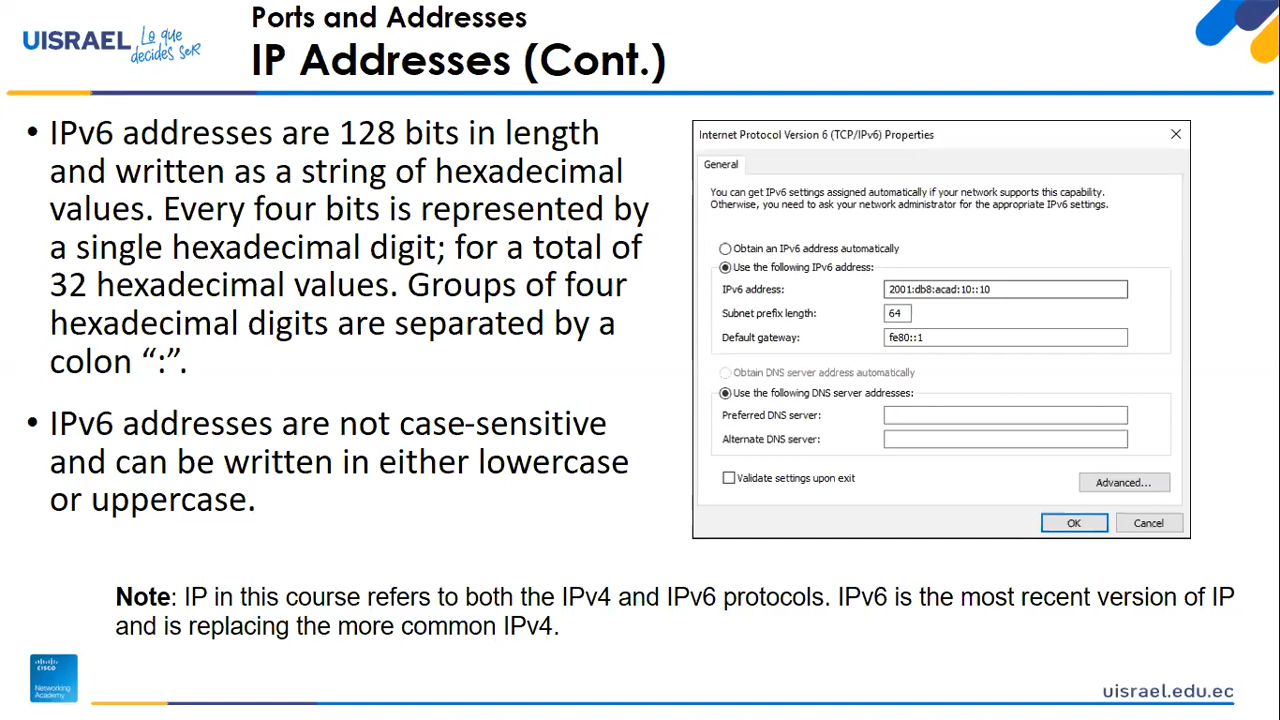 Ports and Addresses
UISRAEL Lo que decides seR
IP Addresses (Cont.)
• IPv6 addresses are 128 bits in length
and written as a string of hexadecimal
values. Every four bits is represented by
a single hexadecimal digit; for a total of
32 hexadecimal values. Groups of four
hexadecimal digits are separated by a
colon “:”.
• IPv6 addresses are not case-sensitive
and can be written in either lowercase
or uppercase.
Internet Protocol Version 6 (TCP/IPv6) Properties
General
You can get IPv6 settings assigned automatically if your network supports this capability.
Otherwise, you need to ask your network administrator for the appropriate IPv6 settings.
Obtain an IPv6 address automatically
Use the following IPv6 address:
IPv6 address: 2001:db8:acad:10::10
Subnet prefix length: 64
Default gateway: fe80::1
Obtain DNS server address automatically
Use the following DNS server addresses:
Preferred DNS server:
Alternate DNS server:
Validate settings upon exit
Advanced...
OK Cancel
Note: IP in this course refers to both the IPv4 and IPv6 protocols. IPv6 is the most recent version of IP
and is replacing the more common IPv4.
cisco
Networking
Academy
uisrael.edu.ec